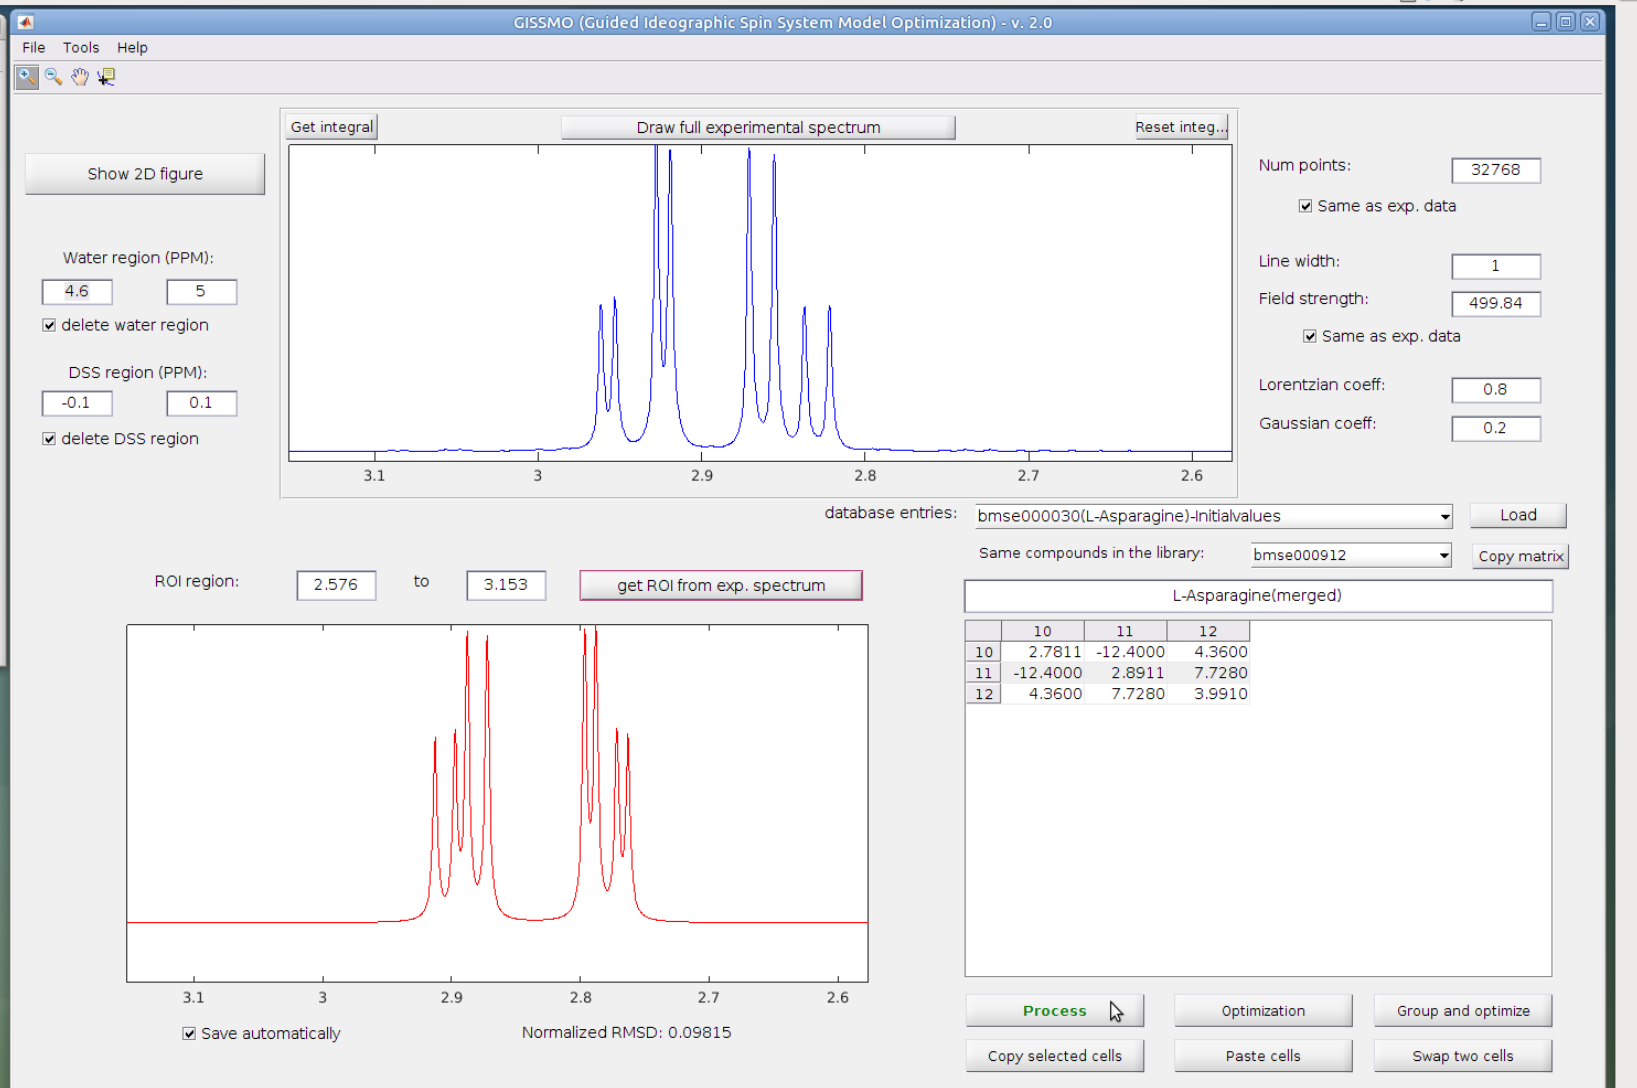 GISSMO (Guided Ideographic Spin System Model Optimization) - v. 2.0
File Tools Help
Get integral Draw full experimental spectrum Reset integ...
Show 2D figure
Num points: 32768
Same as exp. data
Water region (PPM):
4.6 5
delete water region
Line width: 1
Field strength: 499.84
Same as exp. data
DSS region (PPM):
-0.1 0.1
delete DSS region
Lorentzian coeff: 0.8
Gaussian coeff: 0.2
3.1 3 2.9 2.8 2.7 2.6
database entries: bmse000030(L-Asparagine)-Initialvalues Load
Same compounds in the library: bmse000912 Copy matrix
ROI region: 2.576 to 3.153 get ROI from exp. spectrum
L-Asparagine(merged)
10 11 12
10 2.7811 -12.4000 4.3600
11 -12.4000 2.8911 7.7280
12 4.3600 7.7280 3.9910
3.1 3 2.9 2.8 2.7 2.6
Save automatically Normalized RMSD: 0.09815
Process Optimization Group and optimize
Copy selected cells Paste cells Swap two cells